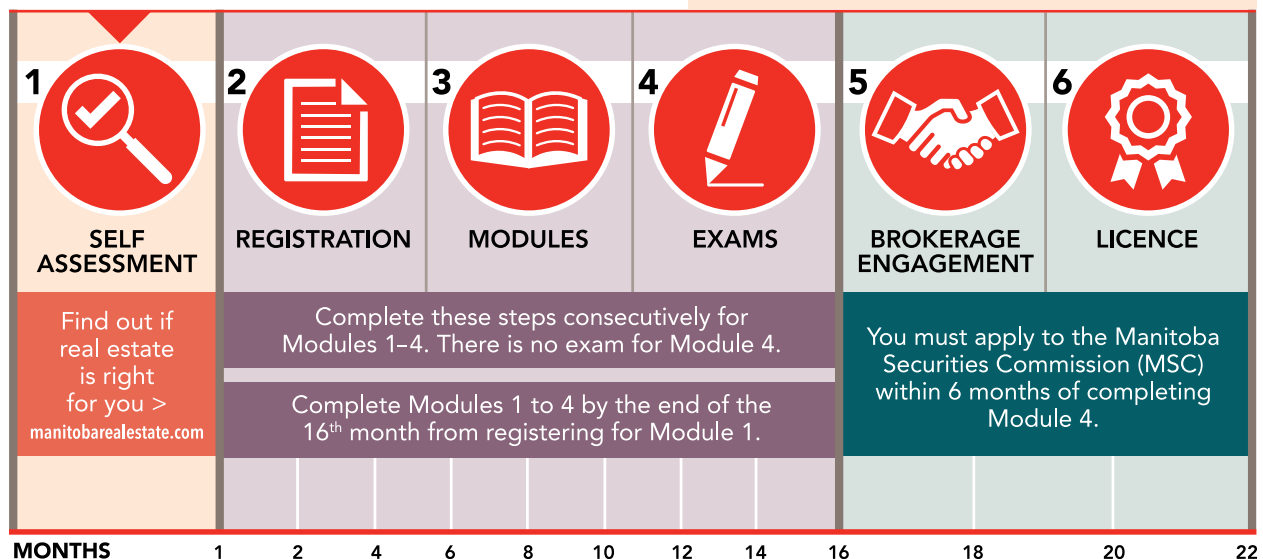 1
SELF
ASSESSMENT
2
REGISTRATION
3
MODULES
4
EXAMS
5
BROKERAGE
ENGAGEMENT
6
LICENCE
Find out if
real estate
is right
for you >
manitobarealestate.com
Complete these steps consecutively for
Modules 1–4. There is no exam for Module 4.
Complete Modules 1 to 4 by the end of the
16th month from registering for Module 1.
You must apply to the Manitoba
Securities Commission (MSC)
within 6 months of completing
Module 4.
MONTHS 1 2 4 6 8 10 12 14 16 18 20 22